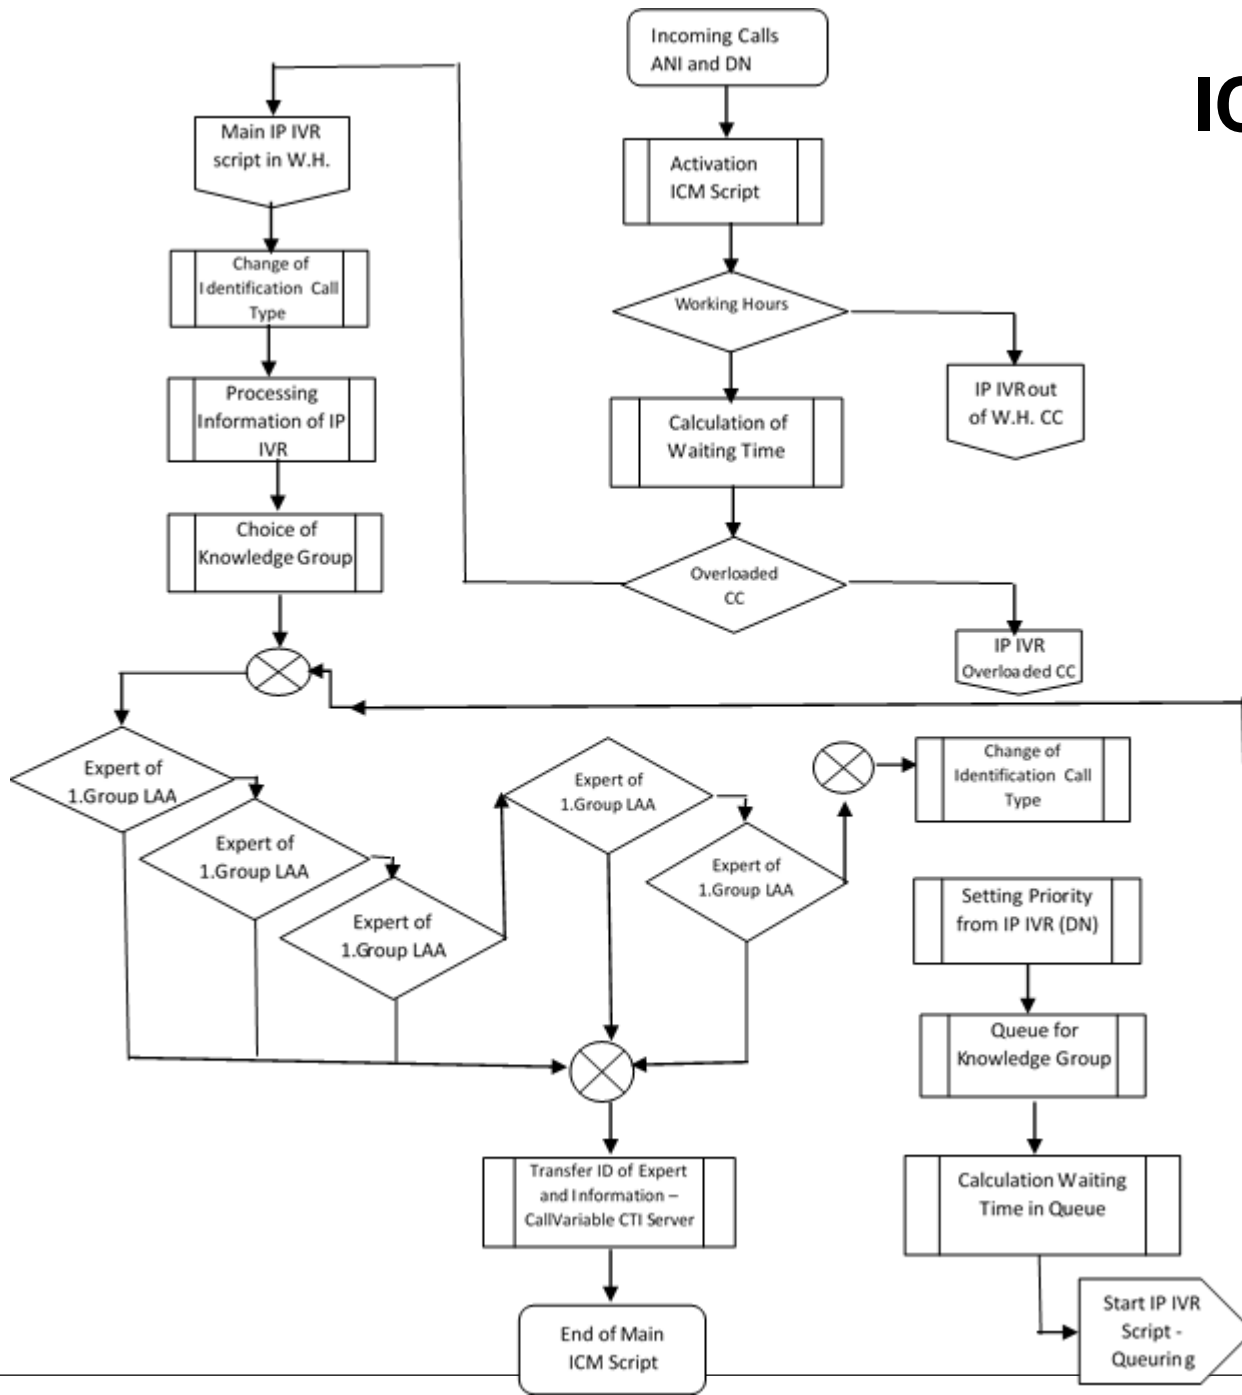 Incoming Calls
ANI and DN
IC
Main IP IVR
script in W.H.
Activation
ICM Script
Change of
Identification Call
Type
Working Hours
Processing
Information of IP
IVR
IP IVR out
of W.H. CC
Calculation of
Waiting Time
Choice of
Knowledge Group
Overloaded
CC
IP IVR
Overloaded CC
Expert of
1.Group LAA
Expert of
1.Group LAA
Expert of
1.Group LAA
Expert of
1.Group LAA
Expert of
1.Group LAA
Change of
Identification Call
Type
Setting Priority
from IP IVR (DN)
Queue for
Knowledge Group
Transfer ID of Expert
and Information –
CallVariable CTI Server
Calculation Waiting
Time in Queue
End of Main
ICM Script
Start IP IVR
Script -
Queuring